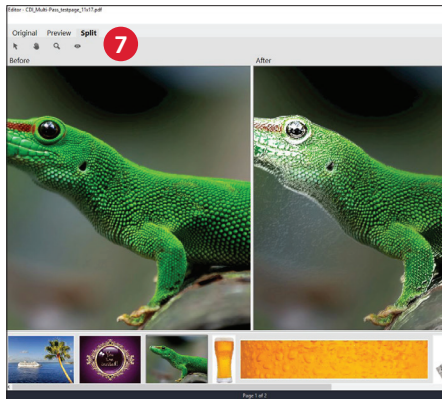 Editor - CDI_Multi-Pass_testpage_11x17.pdf
Original Preview Split
7
Before After
Page 1 of 2